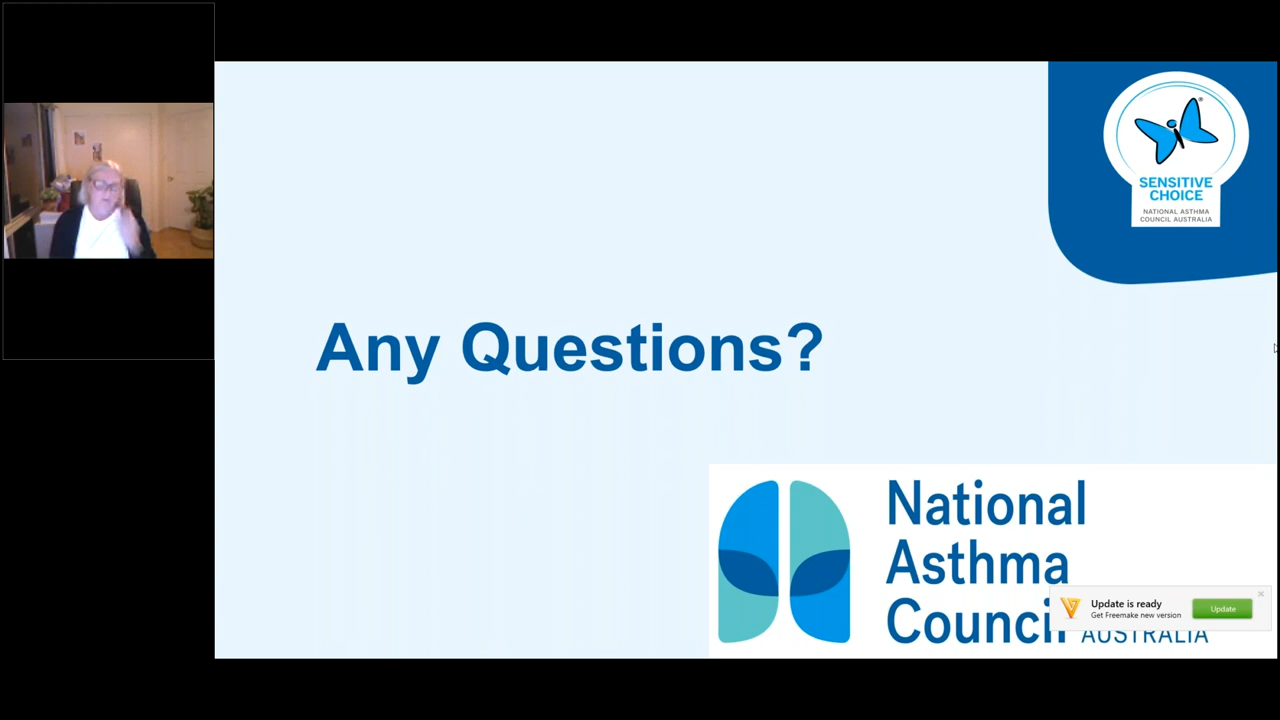 SENSITIVE
CHOICE
®
NATIONAL ASTHMA
COUNCIL AUSTRALIA
Any Questions?
National
Asthma
Council AUSTRALIA
Update is ready
Get Freemake new version
Update